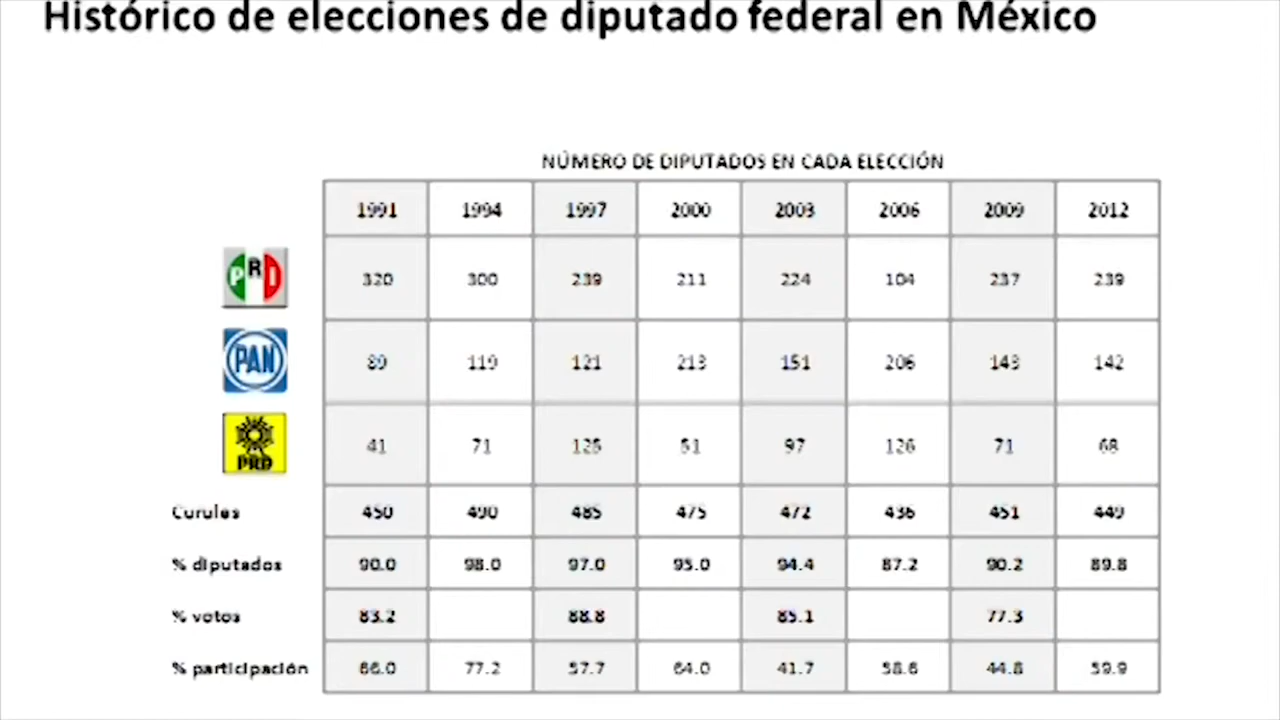 Histórico de elecciones de diputado federal en México
NÚMERO DE DIPUTADOS EN CADA ELECCIÓN
1991 1994 1997 2000 2003 2006 2009 2012
PRI 320 300 239 211 224 104 237 239
PAN 89 119 121 213 151 206 143 142
PRD 41 71 125 51 97 126 71 68
Curules 450 490 485 475 472 436 451 449
% diputados 90.0 98.0 97.0 95.0 94.4 87.2 90.2 89.8
% votos 83.2 88.8 85.1 77.3
% participación 66.0 77.2 57.7 64.0 41.7 58.6 44.8 59.9